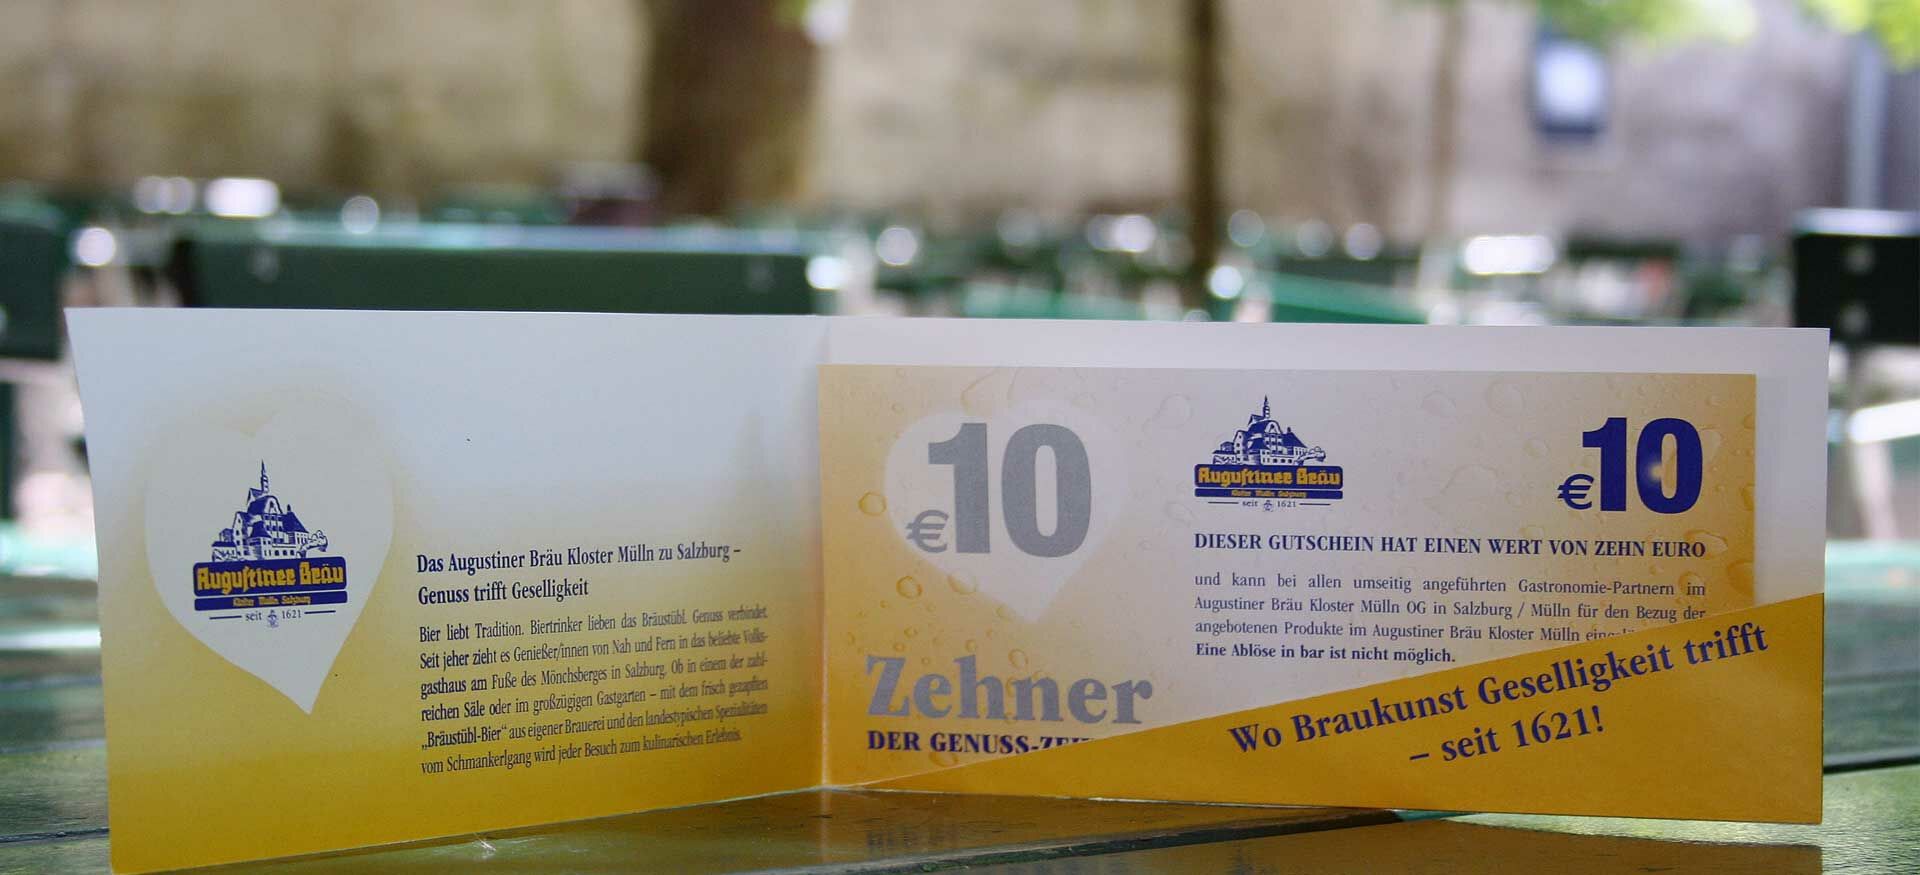 Augustiner Bräu
Kloster Mülln Salzburg
seit 1621
Das Augustiner Bräu Kloster Mülln zu Salzburg –
Genuss trifft Geselligkeit
Bier liebt Tradition. Biertrinker lieben das Bräustübl. Genuss verbindet.
Seit jeher zieht es Genießer/innen von Nah und Fern in das beliebte Volks-
gasthaus am Fuße des Mönchsberges in Salzburg. Ob in einem der zahl-
reichen Säle oder im großzügigen Gastgarten – mit dem frisch gezapften
„Bräustübl-Bier“ aus eigener Brauerei und den landestypischen Spezialitäten
vom Schmankerlgang wird jeder Besuch zum kulinarischen Erlebnis.
€10
Zehner
DER GENUSS-
Augustiner Bräu
Kloster Mülln Salzburg
seit 1621
€10
DIESER GUTSCHEIN HAT EINEN WERT VON ZEHN EURO
und kann bei allen umseitig angeführten Gastronomie-Partnern im
Augustiner Bräu Kloster Mülln OG in Salzburg / Mülln für den Bezug der
angebotenen Produkte im Augustiner Bräu Kloster Mülln
Eine Ablöse in bar ist nicht möglich.
Wo Braukunst Geselligkeit trifft
– seit 1621!